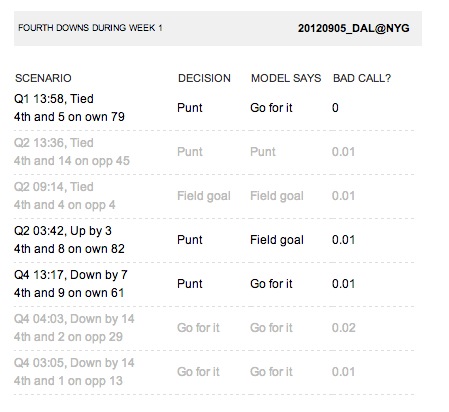 FOURTH DOWNS DURING WEEK 1 20120905_DAL@NYG
SCENARIO DECISION MODEL SAYS BAD CALL?
Q1 13:58, Tied
4th and 5 on own 79 Punt Go for it 0
Q2 13:36, Tied
4th and 14 on opp 45 Punt Punt 0.01
Q2 09:14, Tied
4th and 4 on opp 4 Field goal Field goal 0.01
Q2 03:42, Up by 3
4th and 8 on own 82 Punt Field goal 0.01
Q4 13:17, Down by 7
4th and 9 on own 61 Punt Go for it 0.01
Q4 04:03, Down by 14
4th and 2 on opp 29 Go for it Go for it 0.02
Q4 03:05, Down by 14
4th and 1 on opp 13 Go for it Go for it 0.01